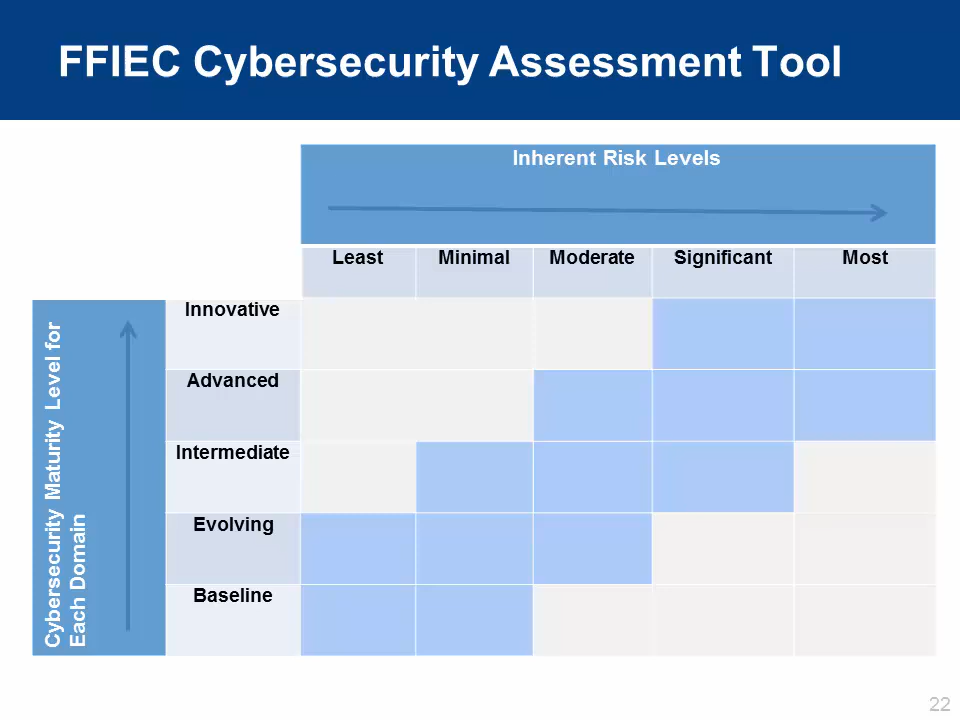 FFIEC Cybersecurity Assessment Tool
Inherent Risk Levels
Least Minimal Moderate Significant Most
Cybersecurity Maturity Level for
Each Domain
Innovative
Advanced
Intermediate
Evolving
Baseline
22